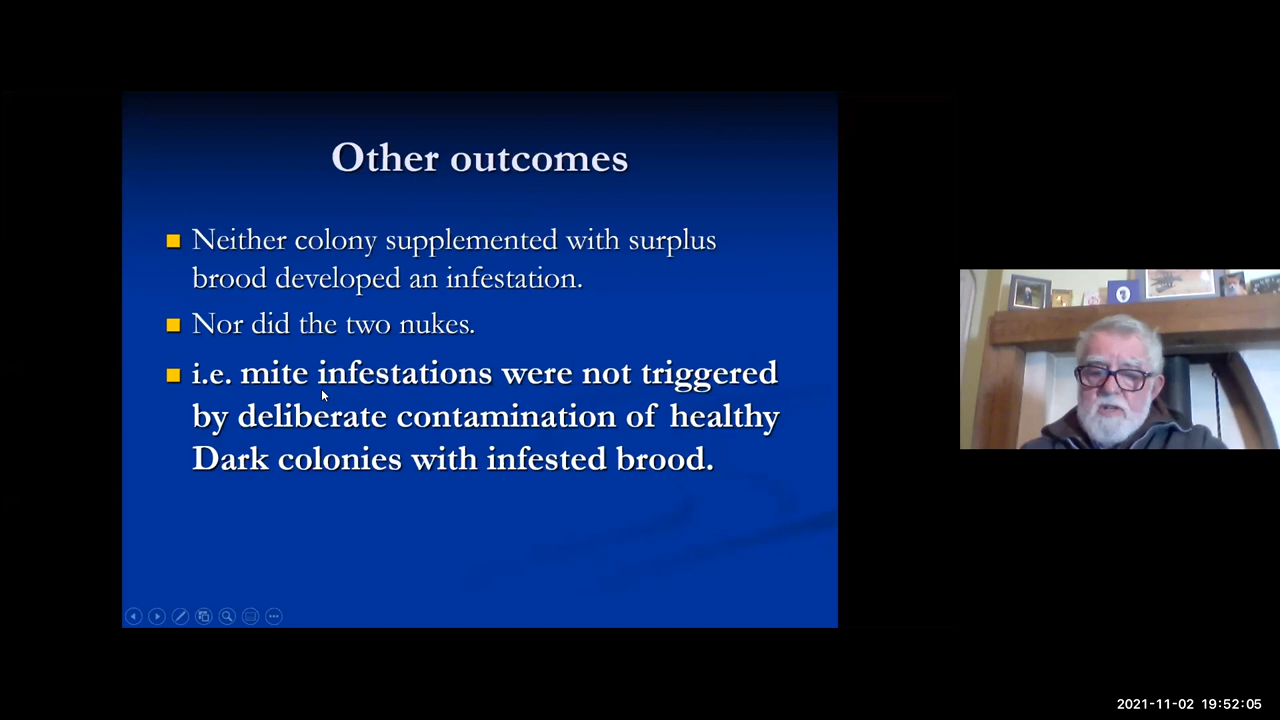 Other outcomes
Neither colony supplemented with surplus
brood developed an infestation.
Nor did the two nukes.
i.e. mite infestations were not triggered
by deliberate contamination of healthy
Dark colonies with infested brood.
2021-11-02 19:52:05